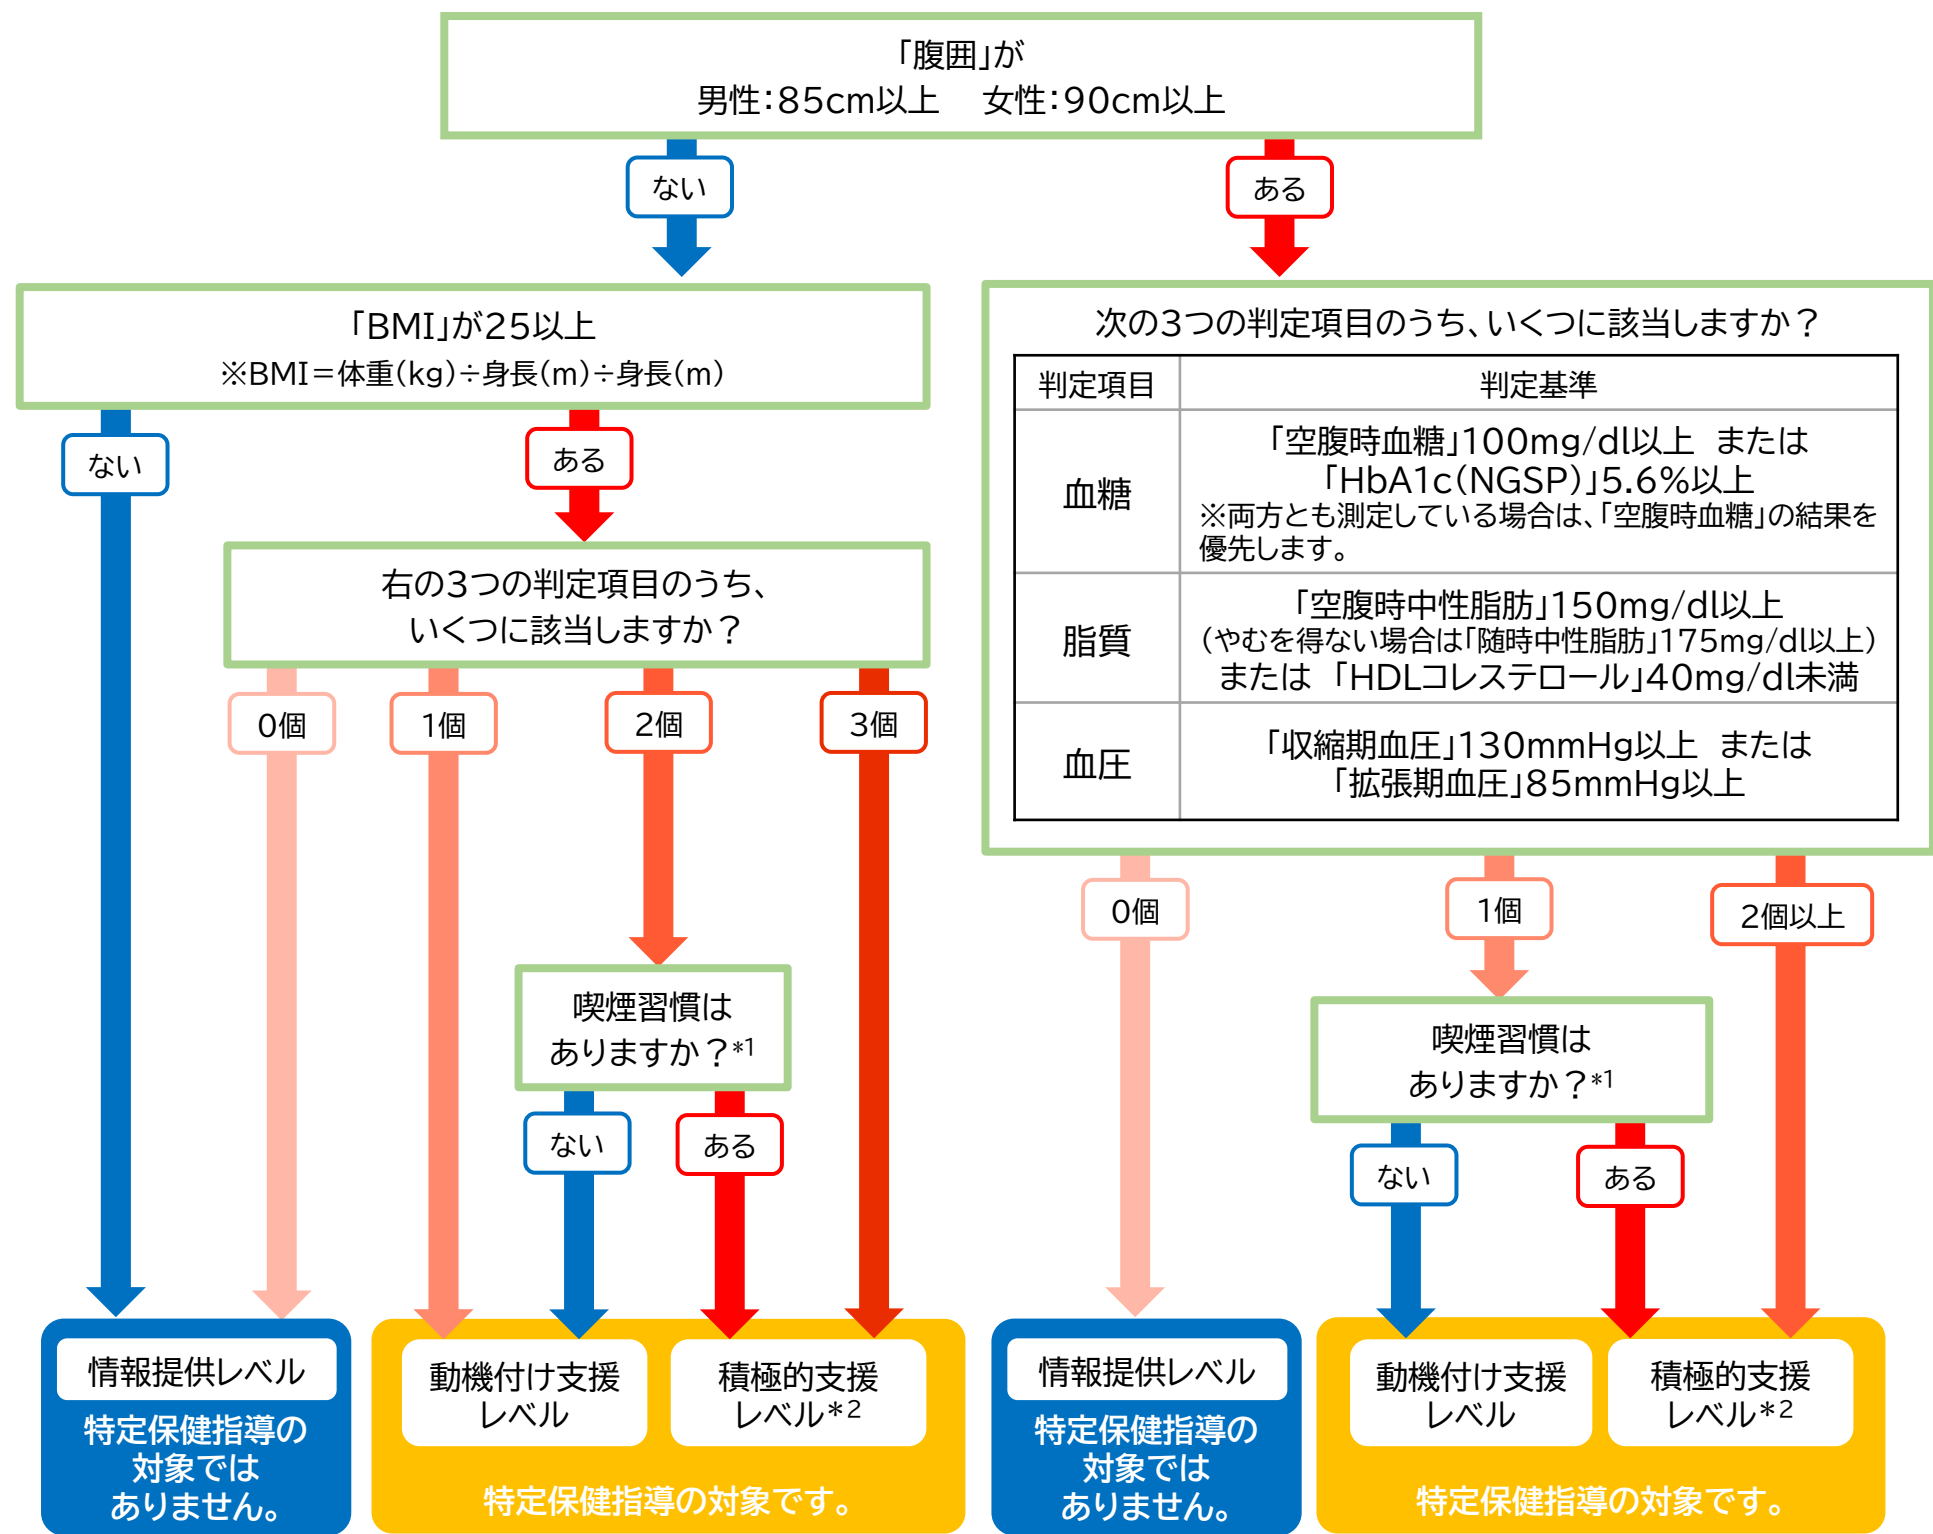 「腹囲」が
男性：85cm以上　女性：90cm以上
ない
ある
「BMI」が25以上
※BMI＝体重（kg）÷身長（m）÷身長（m）
ない
ある
右の3つの判定項目のうち、
いくつに該当しますか？
0個
1個
2個
3個
喫煙習慣は
ありますか？*1
ない
ある
次の3つの判定項目のうち、いくつに該当しますか？
判定項目　判定基準
血糖
「空腹時血糖」100mg/dl以上　または
「HbA1c（NGSP）」5.6%以上
※両方とも測定している場合は、「空腹時血糖」の結果を
優先します。
脂質
「空腹時中性脂肪」150mg/dl以上
（やむを得ない場合は「随時中性脂肪」175mg/dl以上）
または　「HDLコレステロール」40mg/dl未満
血圧
「収縮期血圧」130mmHg以上　または
「拡張期血圧」85mmHg以上
0個
1個
2個以上
喫煙習慣は
ありますか？*1
ない
ある
情報提供レベル
特定保健指導の
対象では
ありません。
動機付け支援
レベル
積極的支援
レベル*2
特定保健指導の対象です。
情報提供レベル
特定保健指導の
対象では
ありません。
動機付け支援
レベル
積極的支援
レベル*2
特定保健指導の対象です。